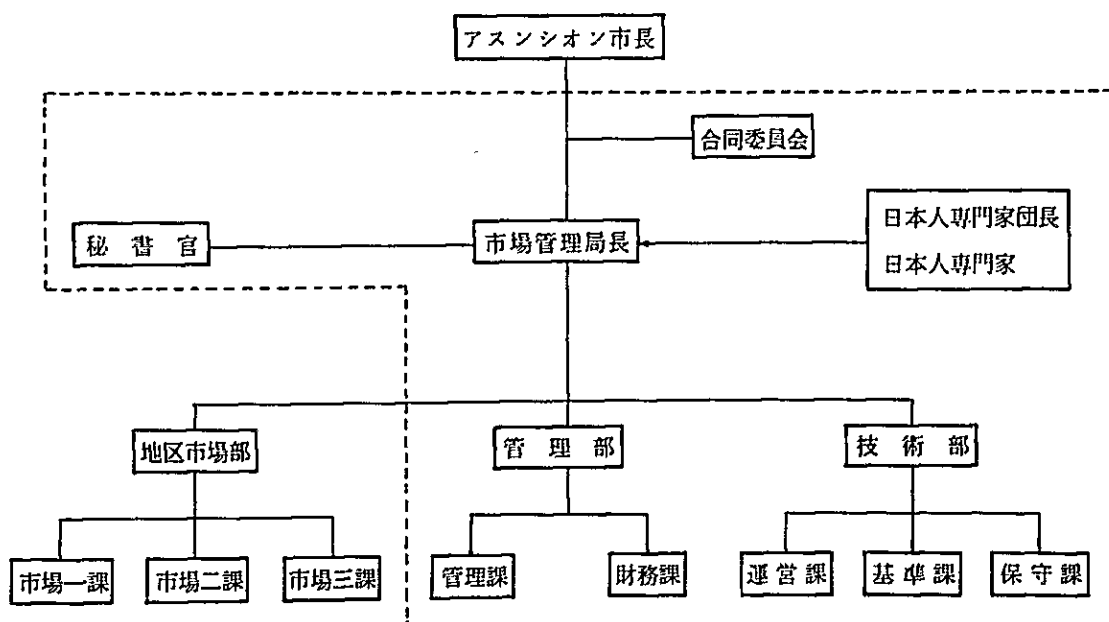 アスンシオン市長
合同委員会
秘書官
市場管理局長
日本人専門家団長
日本人専門家
地区市場部
管理部
技術部
市場一課
市場二課
市場三課
管理課
財務課
運営課
基準課
保守課